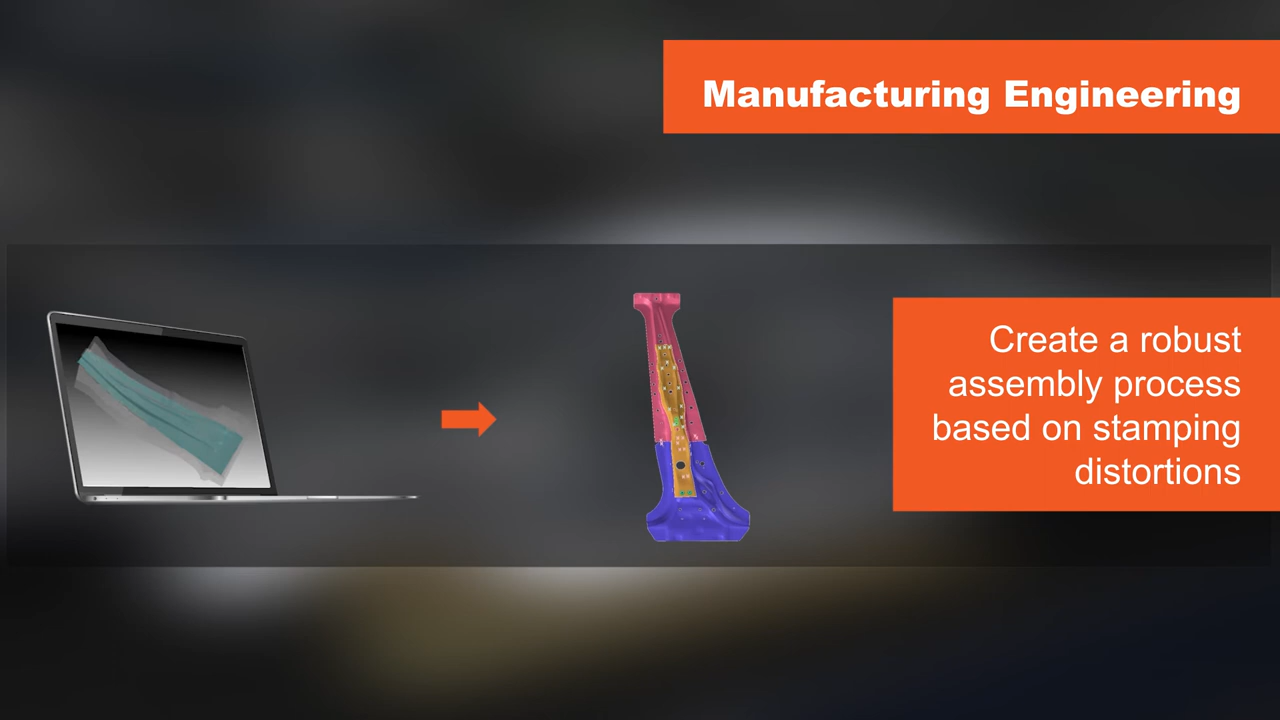 Manufacturing Engineering
Create a robust
assembly process
based on stamping
distortions